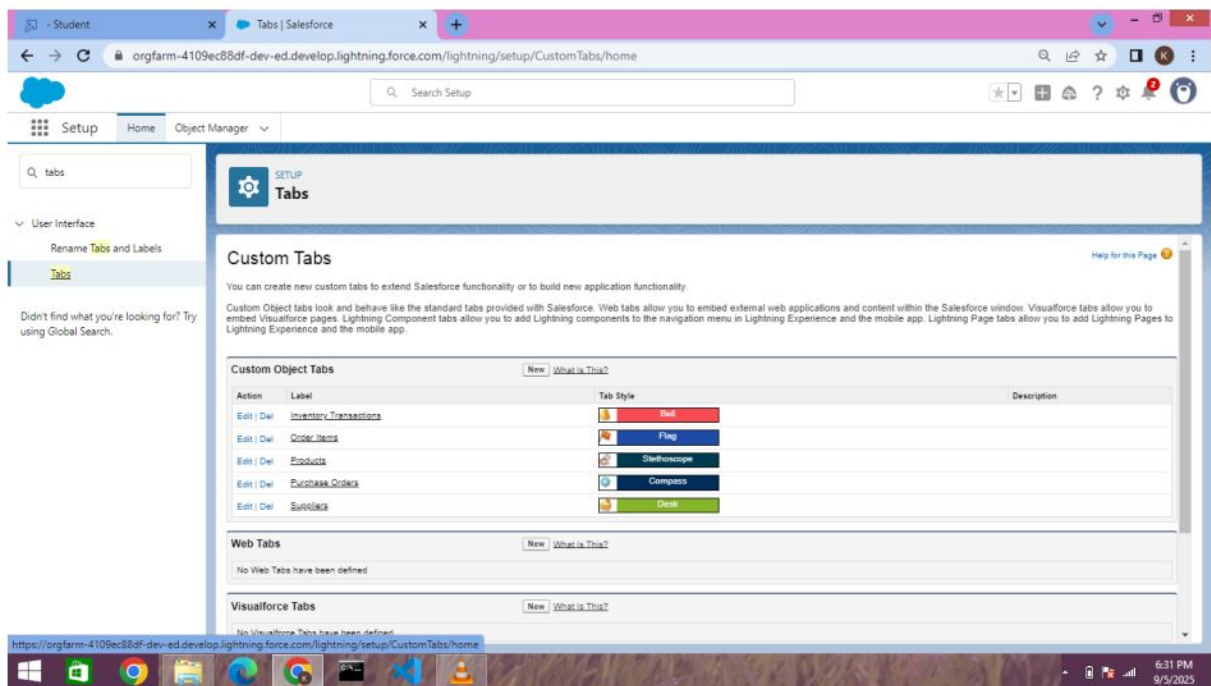 - Student
Tabs | Salesforce
orgfarm-4109ec88df-dev-ed.develop.lightning.force.com/lightning/setup/CustomTabs/home
K
Search Setup
2
Setup
Home
Object Manager
tabs
User Interface
Rename Tabs and Labels
Tabs
Didn't find what you're looking for? Try
using Global Search.
SETUP
Tabs
Custom Tabs
Help for this Page
You can create new custom tabs to extend Salesforce functionality or to build new application functionality.
Custom Object tabs look and behave like the standard tabs provided with Salesforce. Web tabs allow you to embed external web applications and content within the Salesforce window. Visualforce tabs allow you to
embed Visualforce pages. Lightning Component tabs allow you to add Lightning components to the navigation menu in Lightning Experience and the mobile app. Lightning Page tabs allow you to add Lightning Pages to
Lightning Experience and the mobile app.
Custom Object Tabs New What Is This?
Action Label Tab Style Description
Edit | Del Inventory Transactions Bell
Edit | Del Order Items Flag
Edit | Del Products Stethoscope
Edit | Del Purchase Orders Compass
Edit | Del Suppliers Desk
Web Tabs New What Is This?
No Web Tabs have been defined
Visualforce Tabs New What Is This?
No Visualforce Tabs have been defined
https://orgfarm-4109ec88df-dev-ed.develop.lightning.force.com/lightning/setup/CustomTabs/home
6:31 PM
9/5/2025